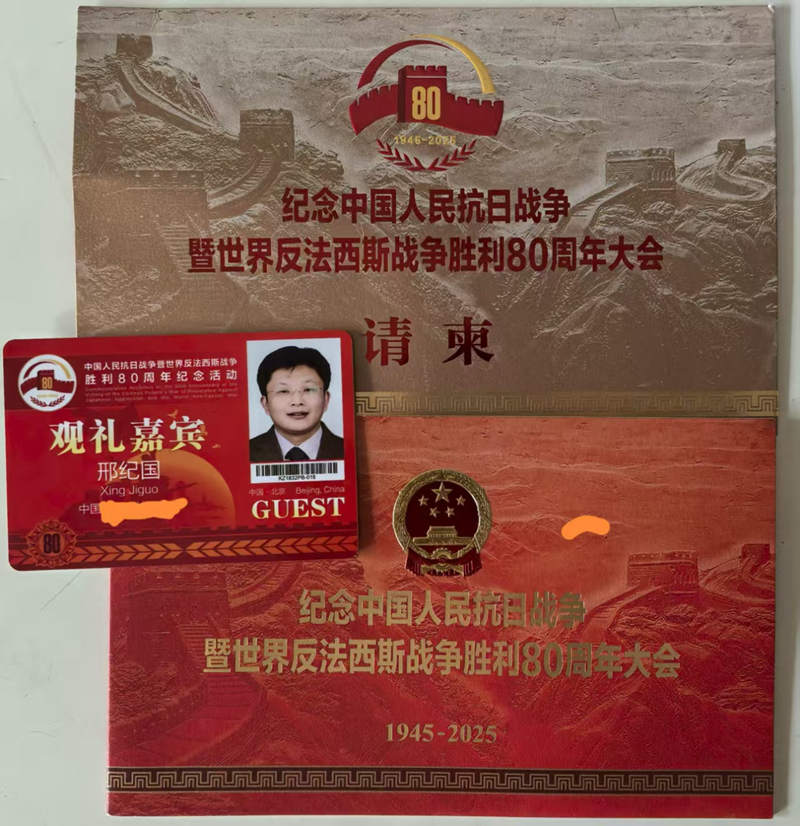 80
1945-2025
纪念中国人民抗日战争
暨世界反法西斯战争胜利80周年大会
请柬
80
中国人民抗日战争暨世界反法西斯战争
胜利80周年纪念活动
观礼嘉宾
邢纪国
Xing Jiguo
中国
KZ1832PB-018
中国·北京 Beijing, China
GUEST
80
纪念中国人民抗日战争
暨世界反法西斯战争胜利80周年大会
1945-2025